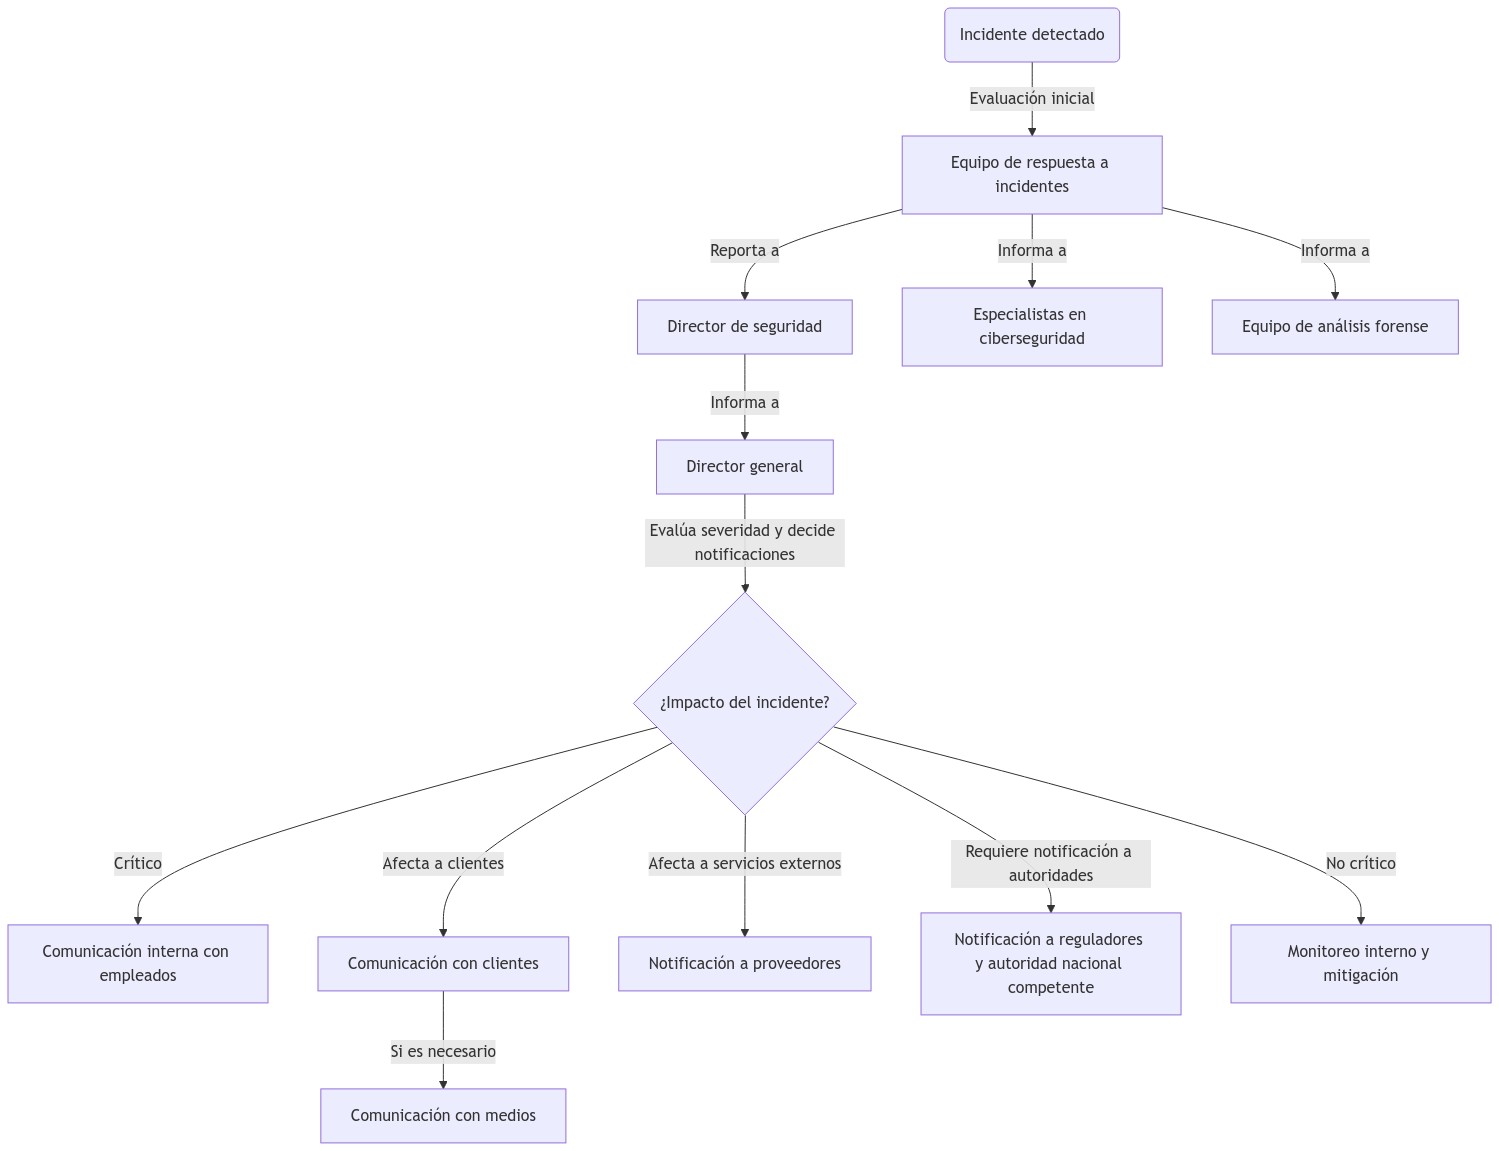 Incidente detectado
Evaluación inicial
Equipo de respuesta a
incidentes
Reporta a
Informa a
Informa a
Director de seguridad
Especialistas en
ciberseguridad
Equipo de análisis forense
Informa a
Director general
Evalúa severidad y decide
notificaciones
¿Impacto del incidente?
Crítico
Afecta a clientes
Afecta a servicios externos
Requiere notificación a
autoridades
No crítico
Comunicación interna con
empleados
Comunicación con clientes
Notificación a proveedores
Notificación a reguladores
y autoridad nacional
competente
Monitoreo interno y
mitigación
Si es necesario
Comunicación con medios